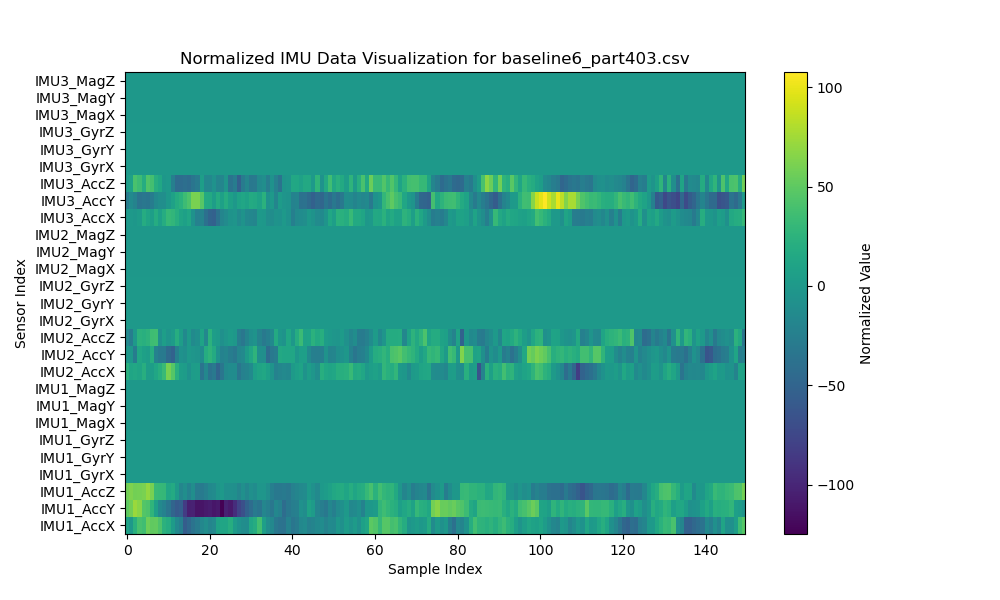 Normalized IMU Data Visualization for baseline6_part403.csv
IMU3_MagZ
IMU3_MagY
IMU3_MagX
IMU3_GyrZ
IMU3_GyrY
IMU3_GyrX
IMU3_AccZ
IMU3_AccY
IMU3_AccX
IMU2_MagZ
IMU2_MagY
IMU2_MagX
IMU2_GyrZ
IMU2_GyrY
IMU2_GyrX
IMU2_AccZ
IMU2_AccY
IMU2_AccX
IMU1_MagZ
IMU1_MagY
IMU1_MagX
IMU1_GyrZ
IMU1_GyrY
IMU1_GyrX
IMU1_AccZ
IMU1_AccY
IMU1_AccX
Sensor Index
0 20 40 60 80 100 120 140
Sample Index
100
50
0
−50
−100
Normalized Value